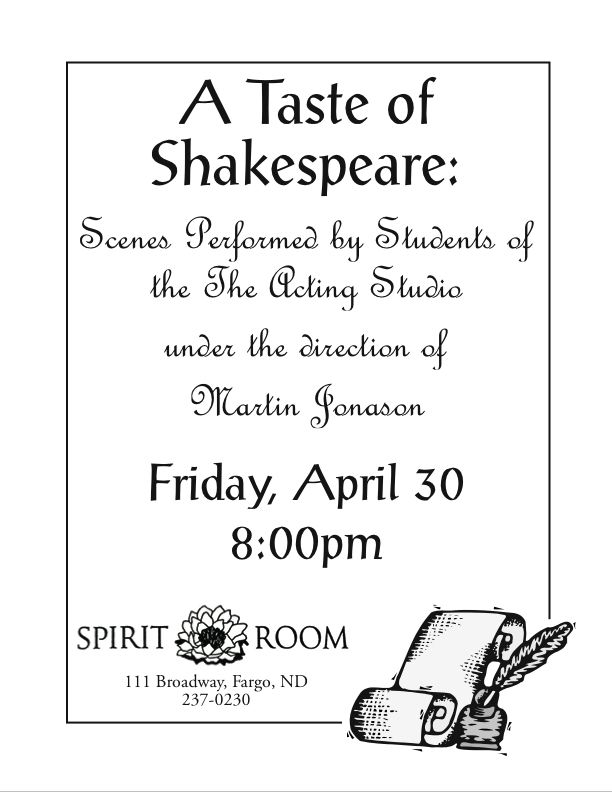 A Taste of
Shakespeare:
Scenes Performed by Students of
the The Acting Studio
under the direction of
Martin Jonason
Friday, April 30
8:00pm
SPIRIT ROOM
111 Broadway, Fargo, ND
237-0230